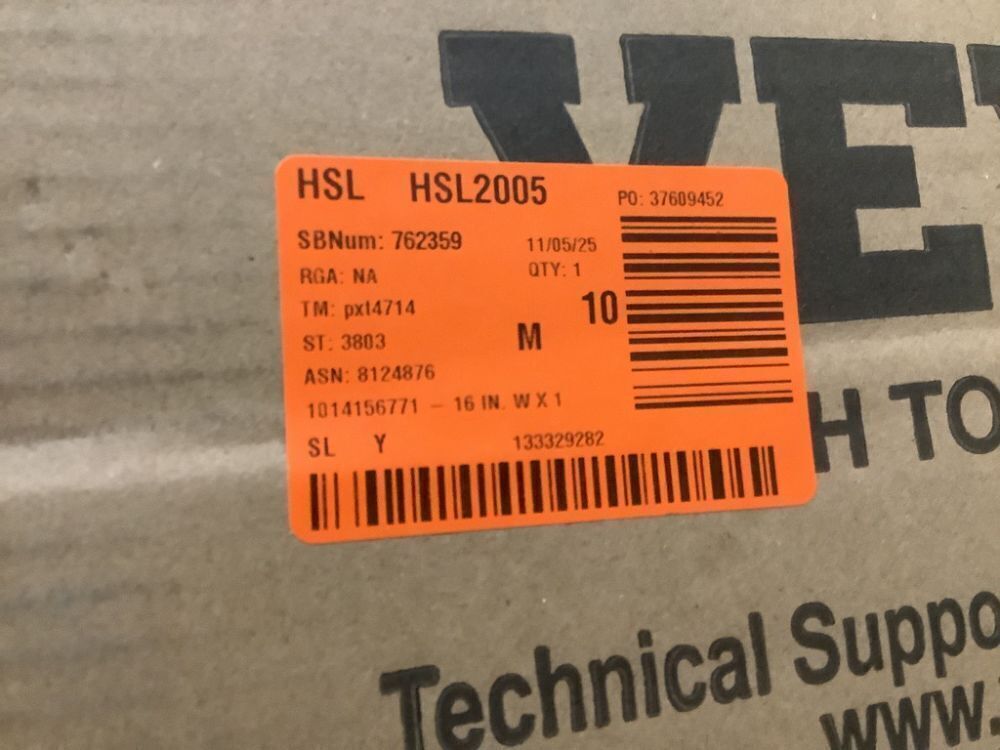 VE
HSL HSL2005 PO: 37609452
SBNum: 762359 11/05/25
RGA: NA QTY: 1
TM: pxt4714 10
ST: 3803 M
ASN: 8124876
1014156771 – 16 IN. W X 1
SL Y 133329282
H TO
Technical Suppo
www.